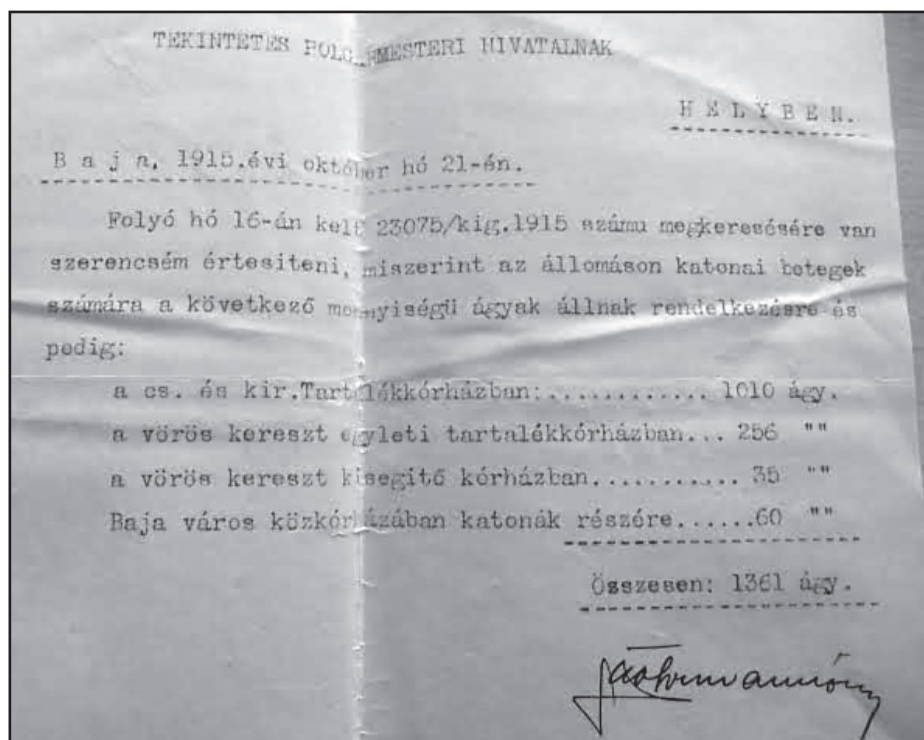 TEKINTETES POLG MESTERI HIVATALNAK
HELYBEN.
Baja, 1915.évi október hó 21-én.
Folyó hó 16-án kelt 23075/kig.1915 számu megkeresésére van
szerencsém értesiteni, miszerint az állomáson katonai betegek
számára a következő mennyiségü ágyak állnak rendelkezésre és
pedig:
a cs. és kir.Tartalékkórházban:............ 1010 ágy.
a vörös kereszt egyleti tartalékkórházban... 256 ""
a vörös kereszt kisegitő kórházban........... 35 ""
Baja város közkórházában katonák részére......60 ""
Összesen: 1361 ágy.